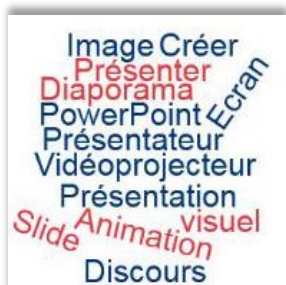 Image Créer
Présenter
Diaporama
PowerPoint Ecran
Présentateur
Vidéoprojecteur
Présentation
Slide Animation visuel
Discours